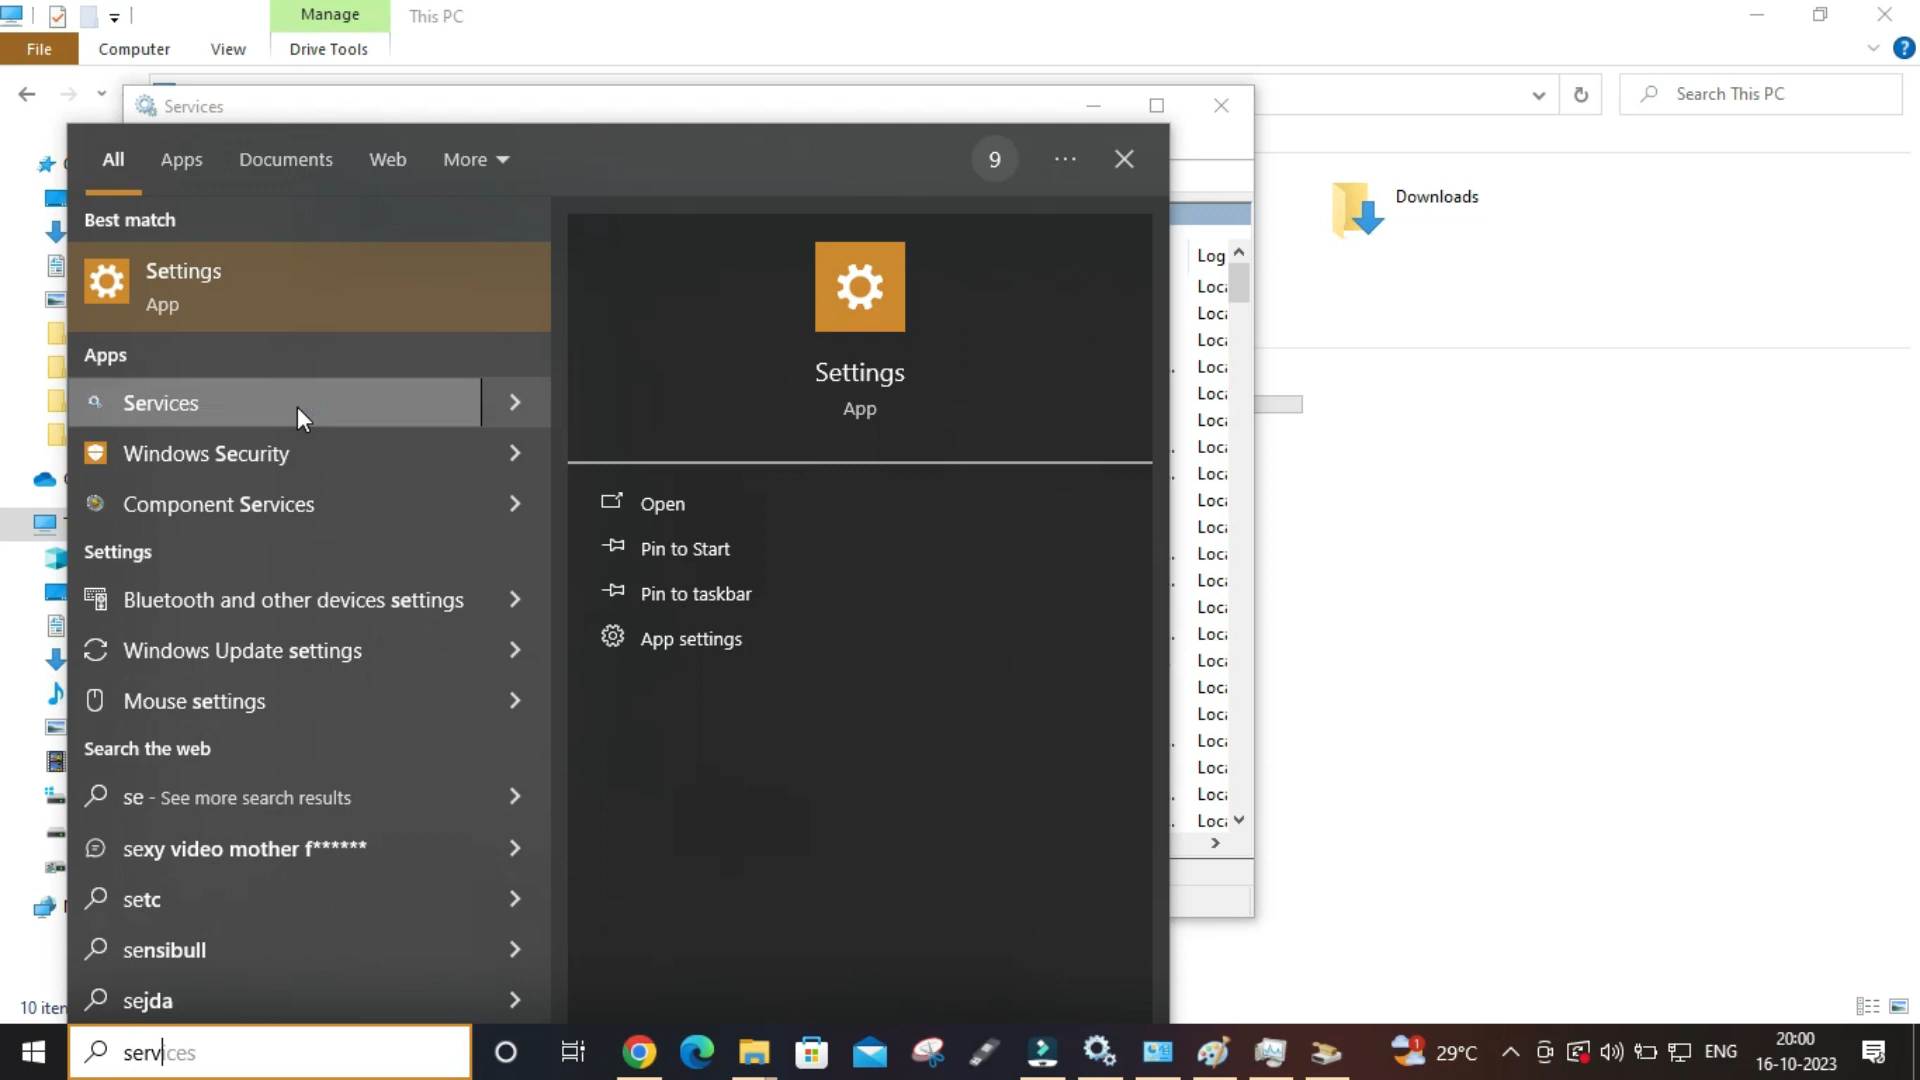 Manage
This PC
File
Computer
View
Drive Tools
Services
Search This PC
All
Apps
Documents
Web
More
9
Best match
Settings
App
Apps
Services
Windows Security
Component Services
Settings
Bluetooth and other devices settings
Windows Update settings
Mouse settings
Search the web
se - See more search results
sexy video mother f******
setc
sensibull
sejda
Settings
App
Open
Pin to Start
Pin to taskbar
App settings
Log
Downloads
10 item
services
29°C
ENG
20:00
16-10-2023